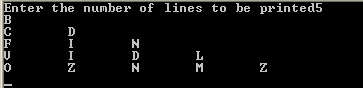 Enter the number of lines to be printed5
B
C D
F I N
V I D L
O Z N M Z